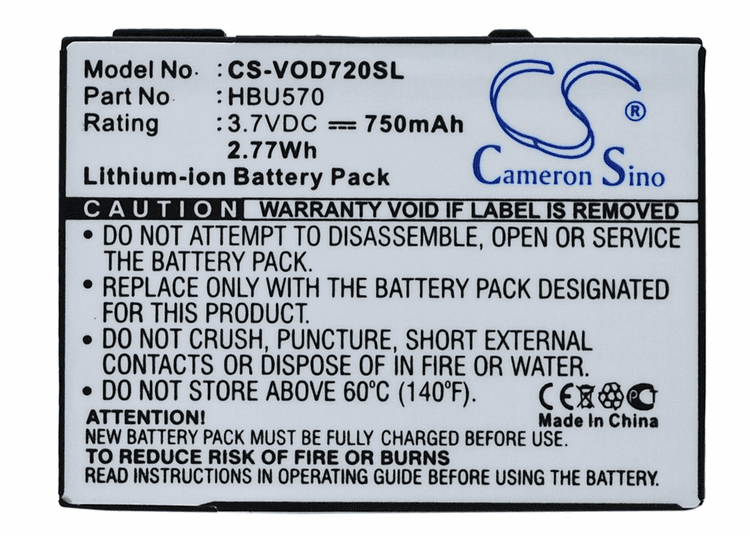 Model No. : CS-VOD720SL
Part No : HBU570
Rating : 3.7VDC 750mAh
2.77Wh
Lithium-ion Battery Pack
CS ®
Cameron Sino
CAUTION WARRANTY VOID IF LABEL IS REMOVED
• DO NOT ATTEMPT TO DISASSEMBLE, OPEN OR SERVICE
THE BATTERY PACK.
• REPLACE ONLY WITH THE BATTERY PACK DESIGNATED
FOR THIS PRODUCT.
• DO NOT CRUSH, PUNCTURE, SHORT EXTERNAL
CONTACTS OR DISPOSE OF IN FIRE OR WATER.
• DO NOT STORE ABOVE 60°C (140°F).
CE PCT
Made In China
ATTENTION!
NEW BATTERY PACK MUST BE FULLY CHARGED BEFORE USE.
TO REDUCE RISK OF FIRE OR BURNS
READ INSTRUCTIONS IN OPERATING GUIDE BEFORE USING THE BATTERY.